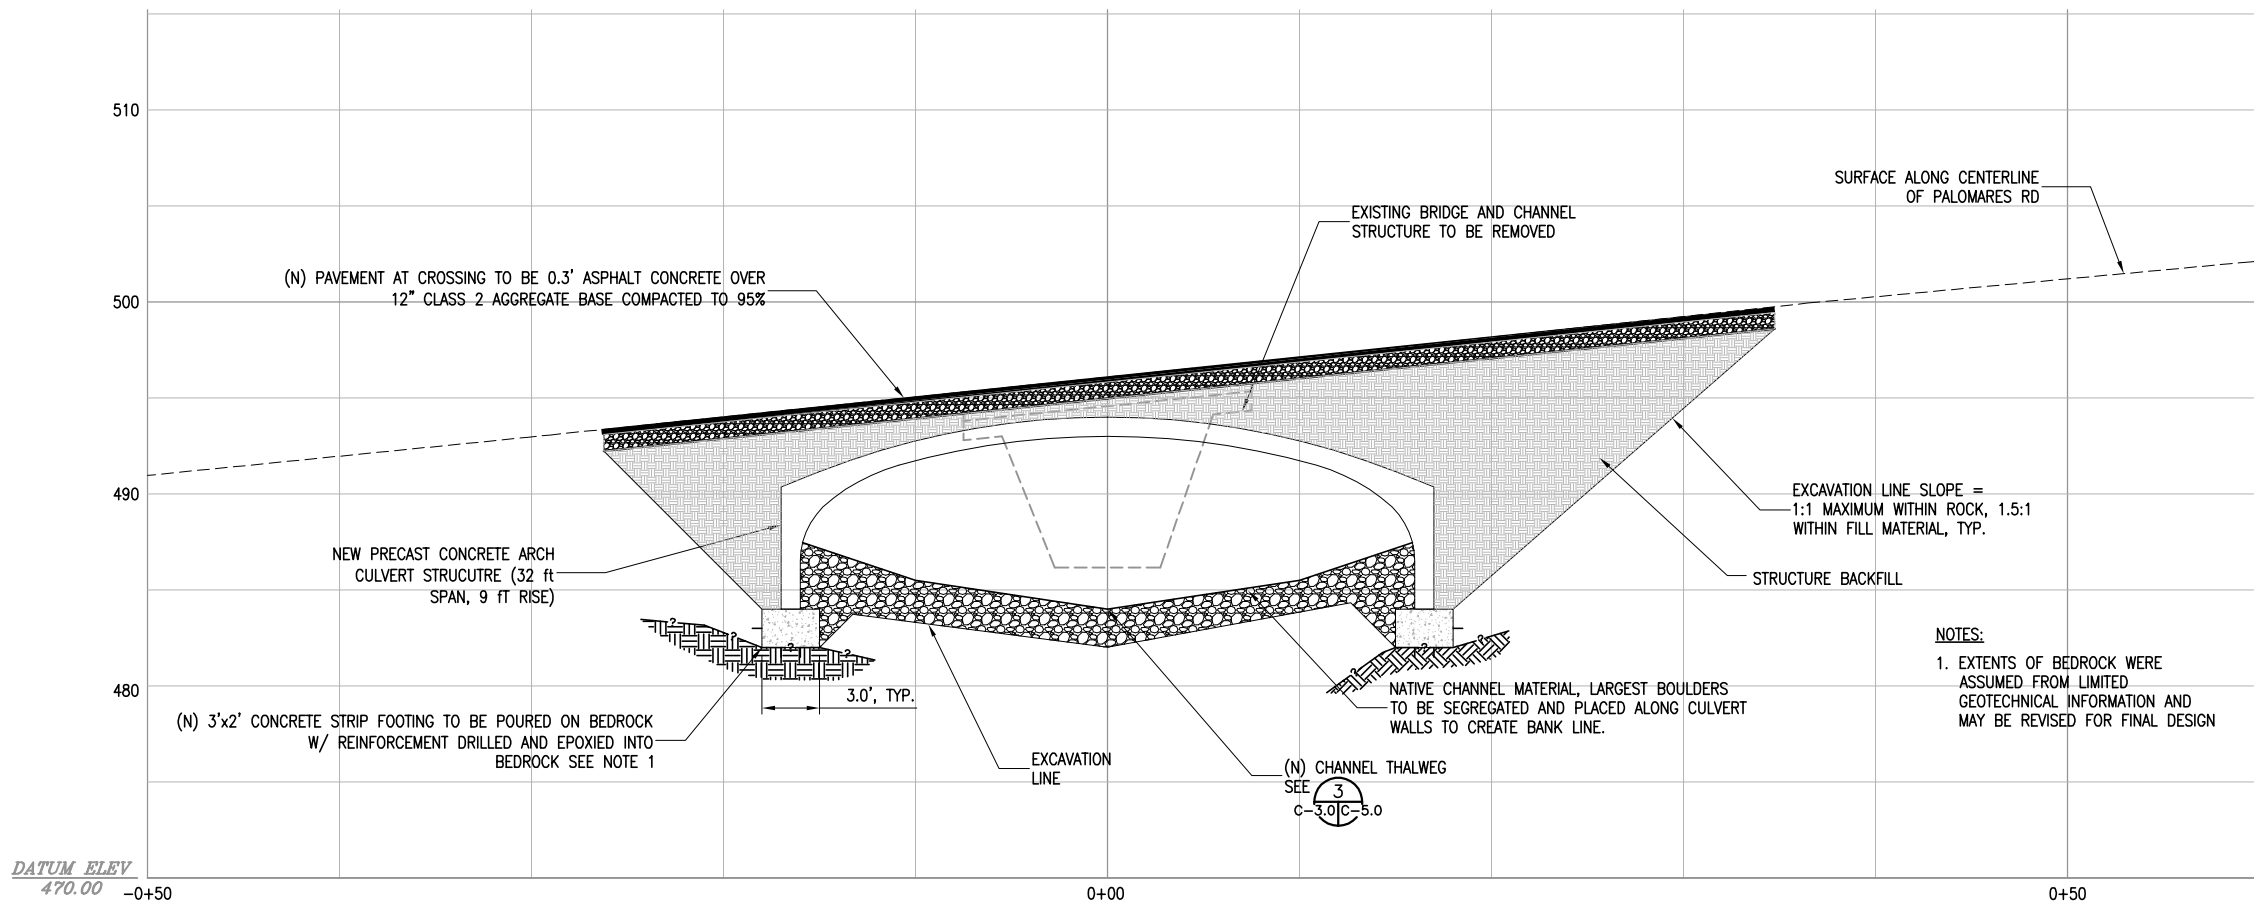 510
500
490
480
SURFACE ALONG CENTERLINE
OF PALOMARES RD
EXISTING BRIDGE AND CHANNEL
STRUCTURE TO BE REMOVED
(N) PAVEMENT AT CROSSING TO BE 0.3' ASPHALT CONCRETE OVER
12" CLASS 2 AGGREGATE BASE COMPACTED TO 95%
EXCAVATION LINE SLOPE =
1:1 MAXIMUM WITHIN ROCK, 1.5:1
WITHIN FILL MATERIAL, TYP.
NEW PRECAST CONCRETE ARCH
CULVERT STRUCUTRE (32 ft
SPAN, 9 fT RISE)
STRUCTURE BACKFILL
? ? ? ? ? ?
3.0', TYP.
(N) 3'x2' CONCRETE STRIP FOOTING TO BE POURED ON BEDROCK
W/ REINFORCEMENT DRILLED AND EPOXIED INTO
BEDROCK SEE NOTE 1
NATIVE CHANNEL MATERIAL, LARGEST BOULDERS
TO BE SEGREGATED AND PLACED ALONG CULVERT
WALLS TO CREATE BANK LINE.
NOTES:
1. EXTENTS OF BEDROCK WERE
ASSUMED FROM LIMITED
GEOTECHNICAL INFORMATION AND
MAY BE REVISED FOR FINAL DESIGN
EXCAVATION
LINE
(N) CHANNEL THALWEG
SEE
3
C-3.0 C-5.0
DATUM ELEV
470.00
-0+50
0+00
0+50